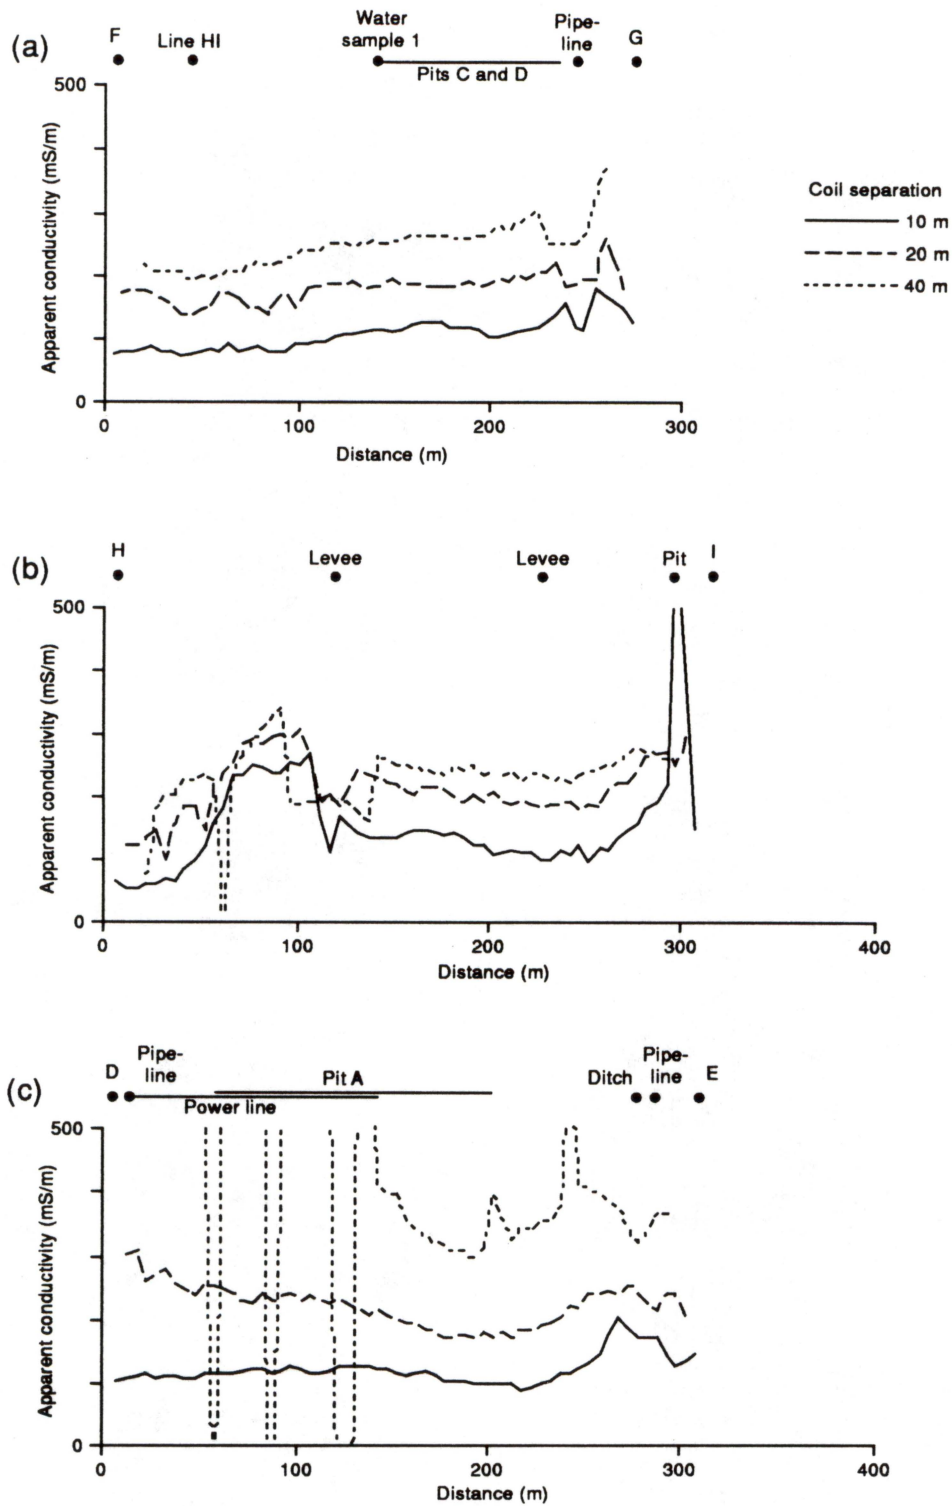 (a)
F
Line HI
Water
sample 1
Pipe-
line
G
Pits C and D
500
0
Apparent conductivity (mS/m)
0 100 200 300
Distance (m)
Coil separation
10 m
20 m
40 m
(b)
H
Levee
Levee
Pit
I
500
0
Apparent conductivity (mS/m)
0 100 200 300 400
Distance (m)
(c)
D
Pipe-
line
Pit A
Power line
Ditch
Pipe-
line
E
500
0
Apparent conductivity (mS/m)
0 100 200 300 400
Distance (m)